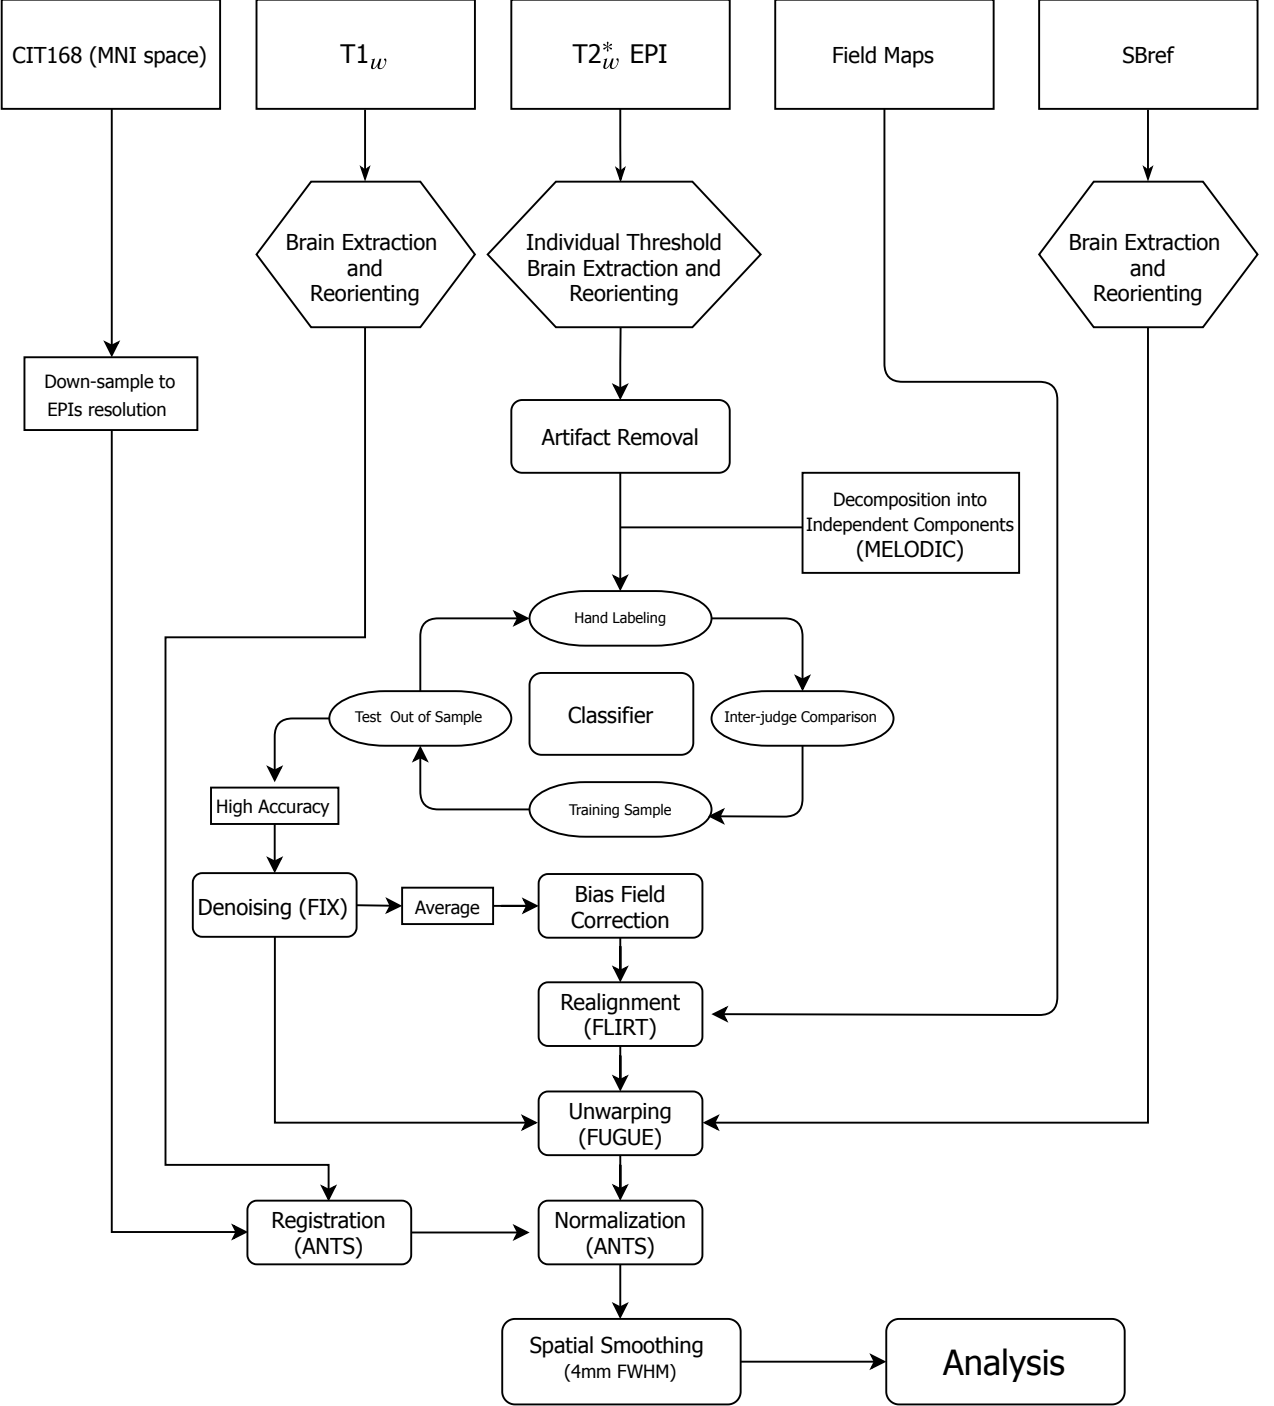 CIT168 (MNI space)
T1w
T2*w EPI
Field Maps
SBref
Brain Extraction
and
Reorienting
Individual Threshold
Brain Extraction and
Reorienting
Brain Extraction
and
Reorienting
Down-sample to
EPIs resolution
Artifact Removal
Decomposition into
Independent Components
(MELODIC)
Hand Labeling
Test Out of Sample
Classifier
Inter-judge Comparison
Training Sample
High Accuracy
Denoising (FIX)
Average
Bias Field
Correction
Realignment
(FLIRT)
Unwarping
(FUGUE)
Registration
(ANTS)
Normalization
(ANTS)
Spatial Smoothing
(4mm FWHM)
Analysis